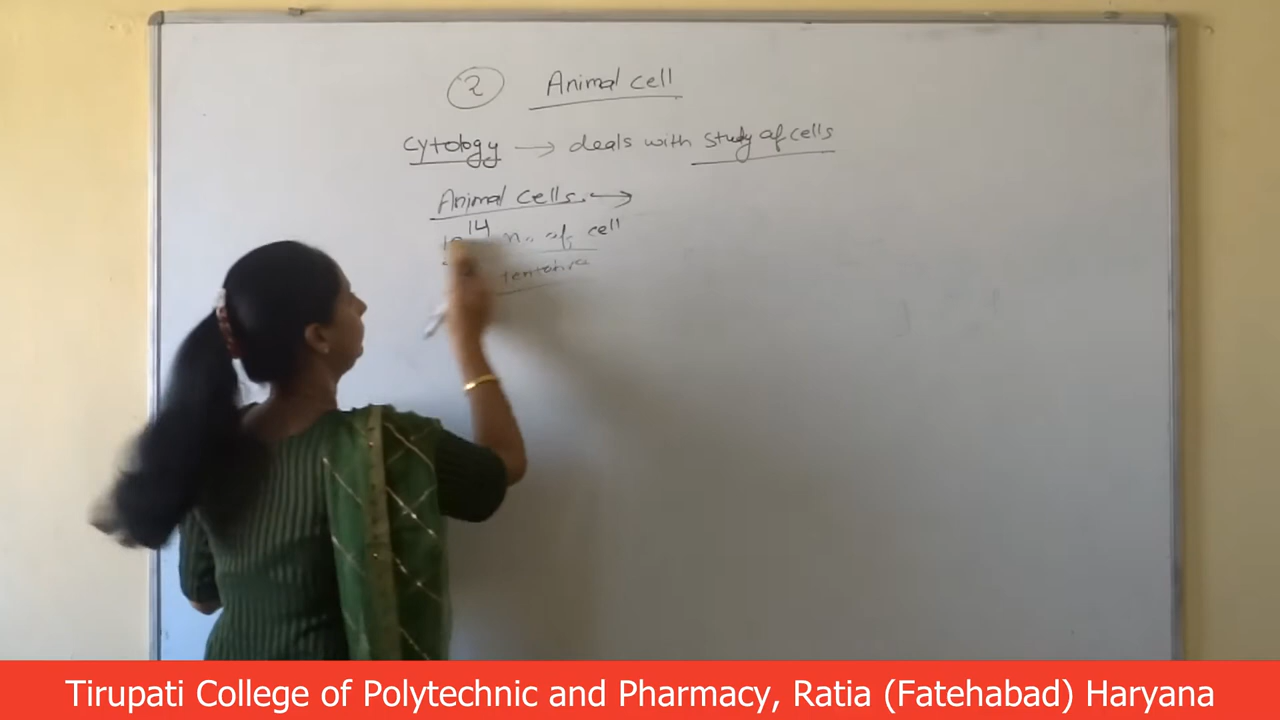 2 Animal cell
Cytology → deals with study of cells
Animal cells. →
10^14 no. of cell
tentative
Tirupati College of Polytechnic and Pharmacy, Ratia (Fatehabad) Haryana